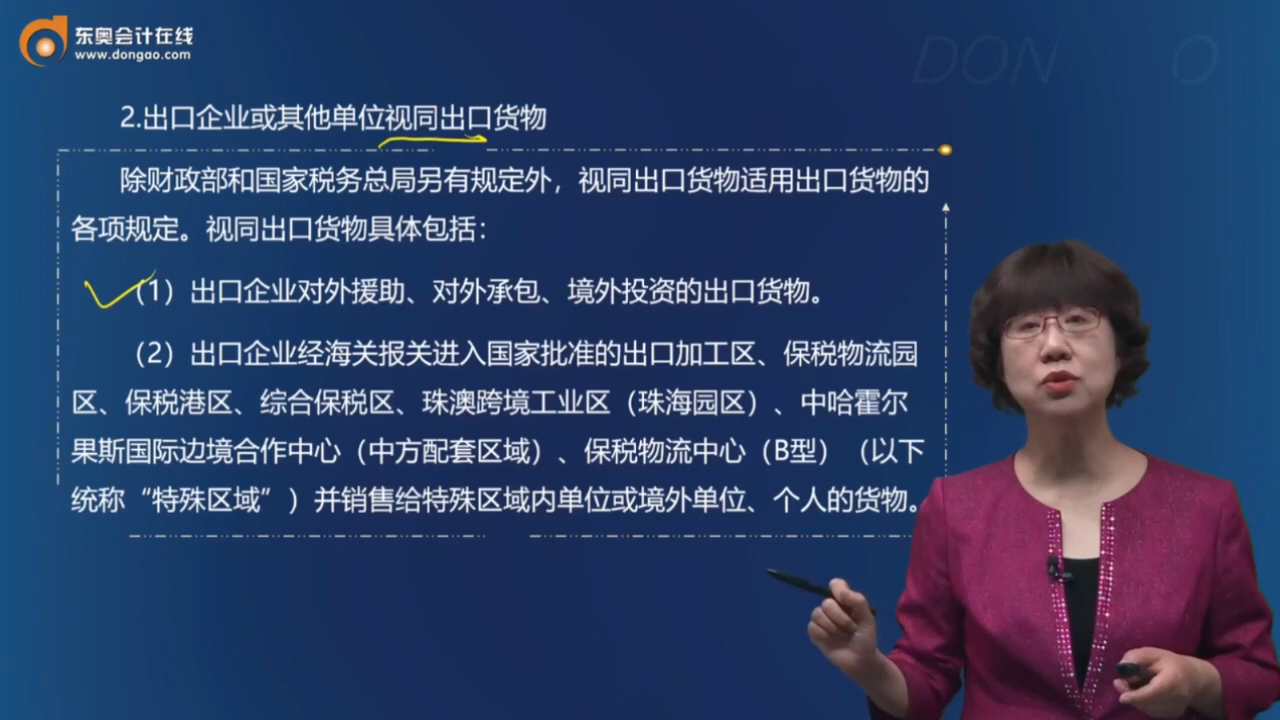 东奥会计在线
www.dongao.com
DON O
2.出口企业或其他单位视同出口货物
除财政部和国家税务总局另有规定外，视同出口货物适用出口货物的
各项规定。视同出口货物具体包括：
（1）出口企业对外援助、对外承包、境外投资的出口货物。
（2）出口企业经海关报关进入国家批准的出口加工区、保税物流园
区、保税港区、综合保税区、珠澳跨境工业区（珠海园区）、中哈霍尔
果斯国际边境合作中心（中方配套区域）、保税物流中心（B型）（以下
统称“特殊区域”）并销售给特殊区域内单位或境外单位、个人的货物。